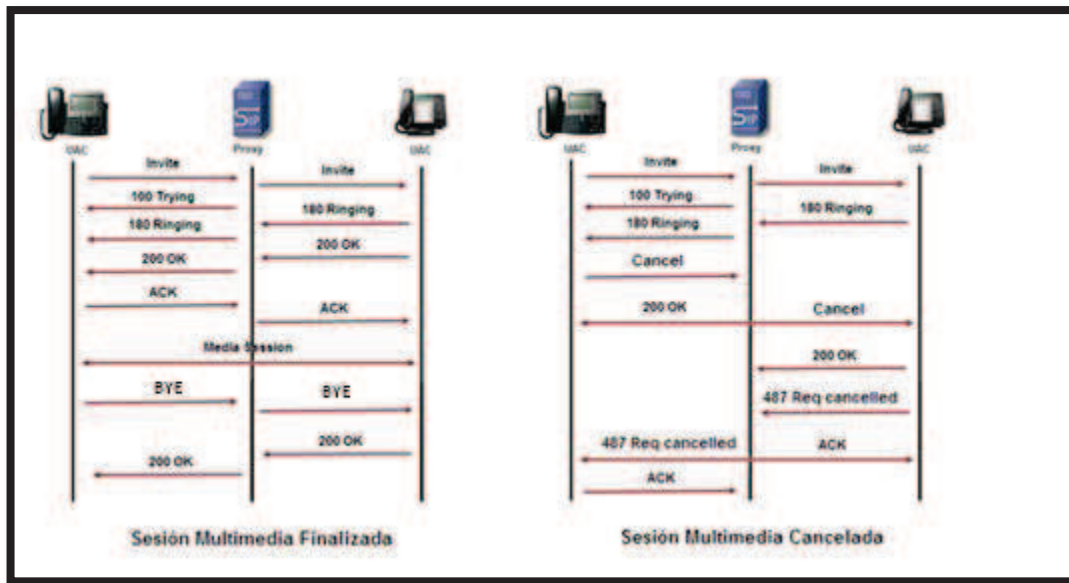 SIP
SIP
UAC
Proxy
UAC
UAC
Proxy
UAC
Invite
Invite
100 Trying
180 Ringing
180 Ringing
200 OK
200 OK
ACK
ACK
Media Session
BYE
BYE
200 OK
200 OK
Sesión Multimedia Finalizada
Invite
Invite
100 Trying
180 Ringing
180 Ringing
Cancel
200 OK
Cancel
200 OK
487 Req cancelled
487 Req cancelled
ACK
ACK
Sesión Multimedia Cancelada